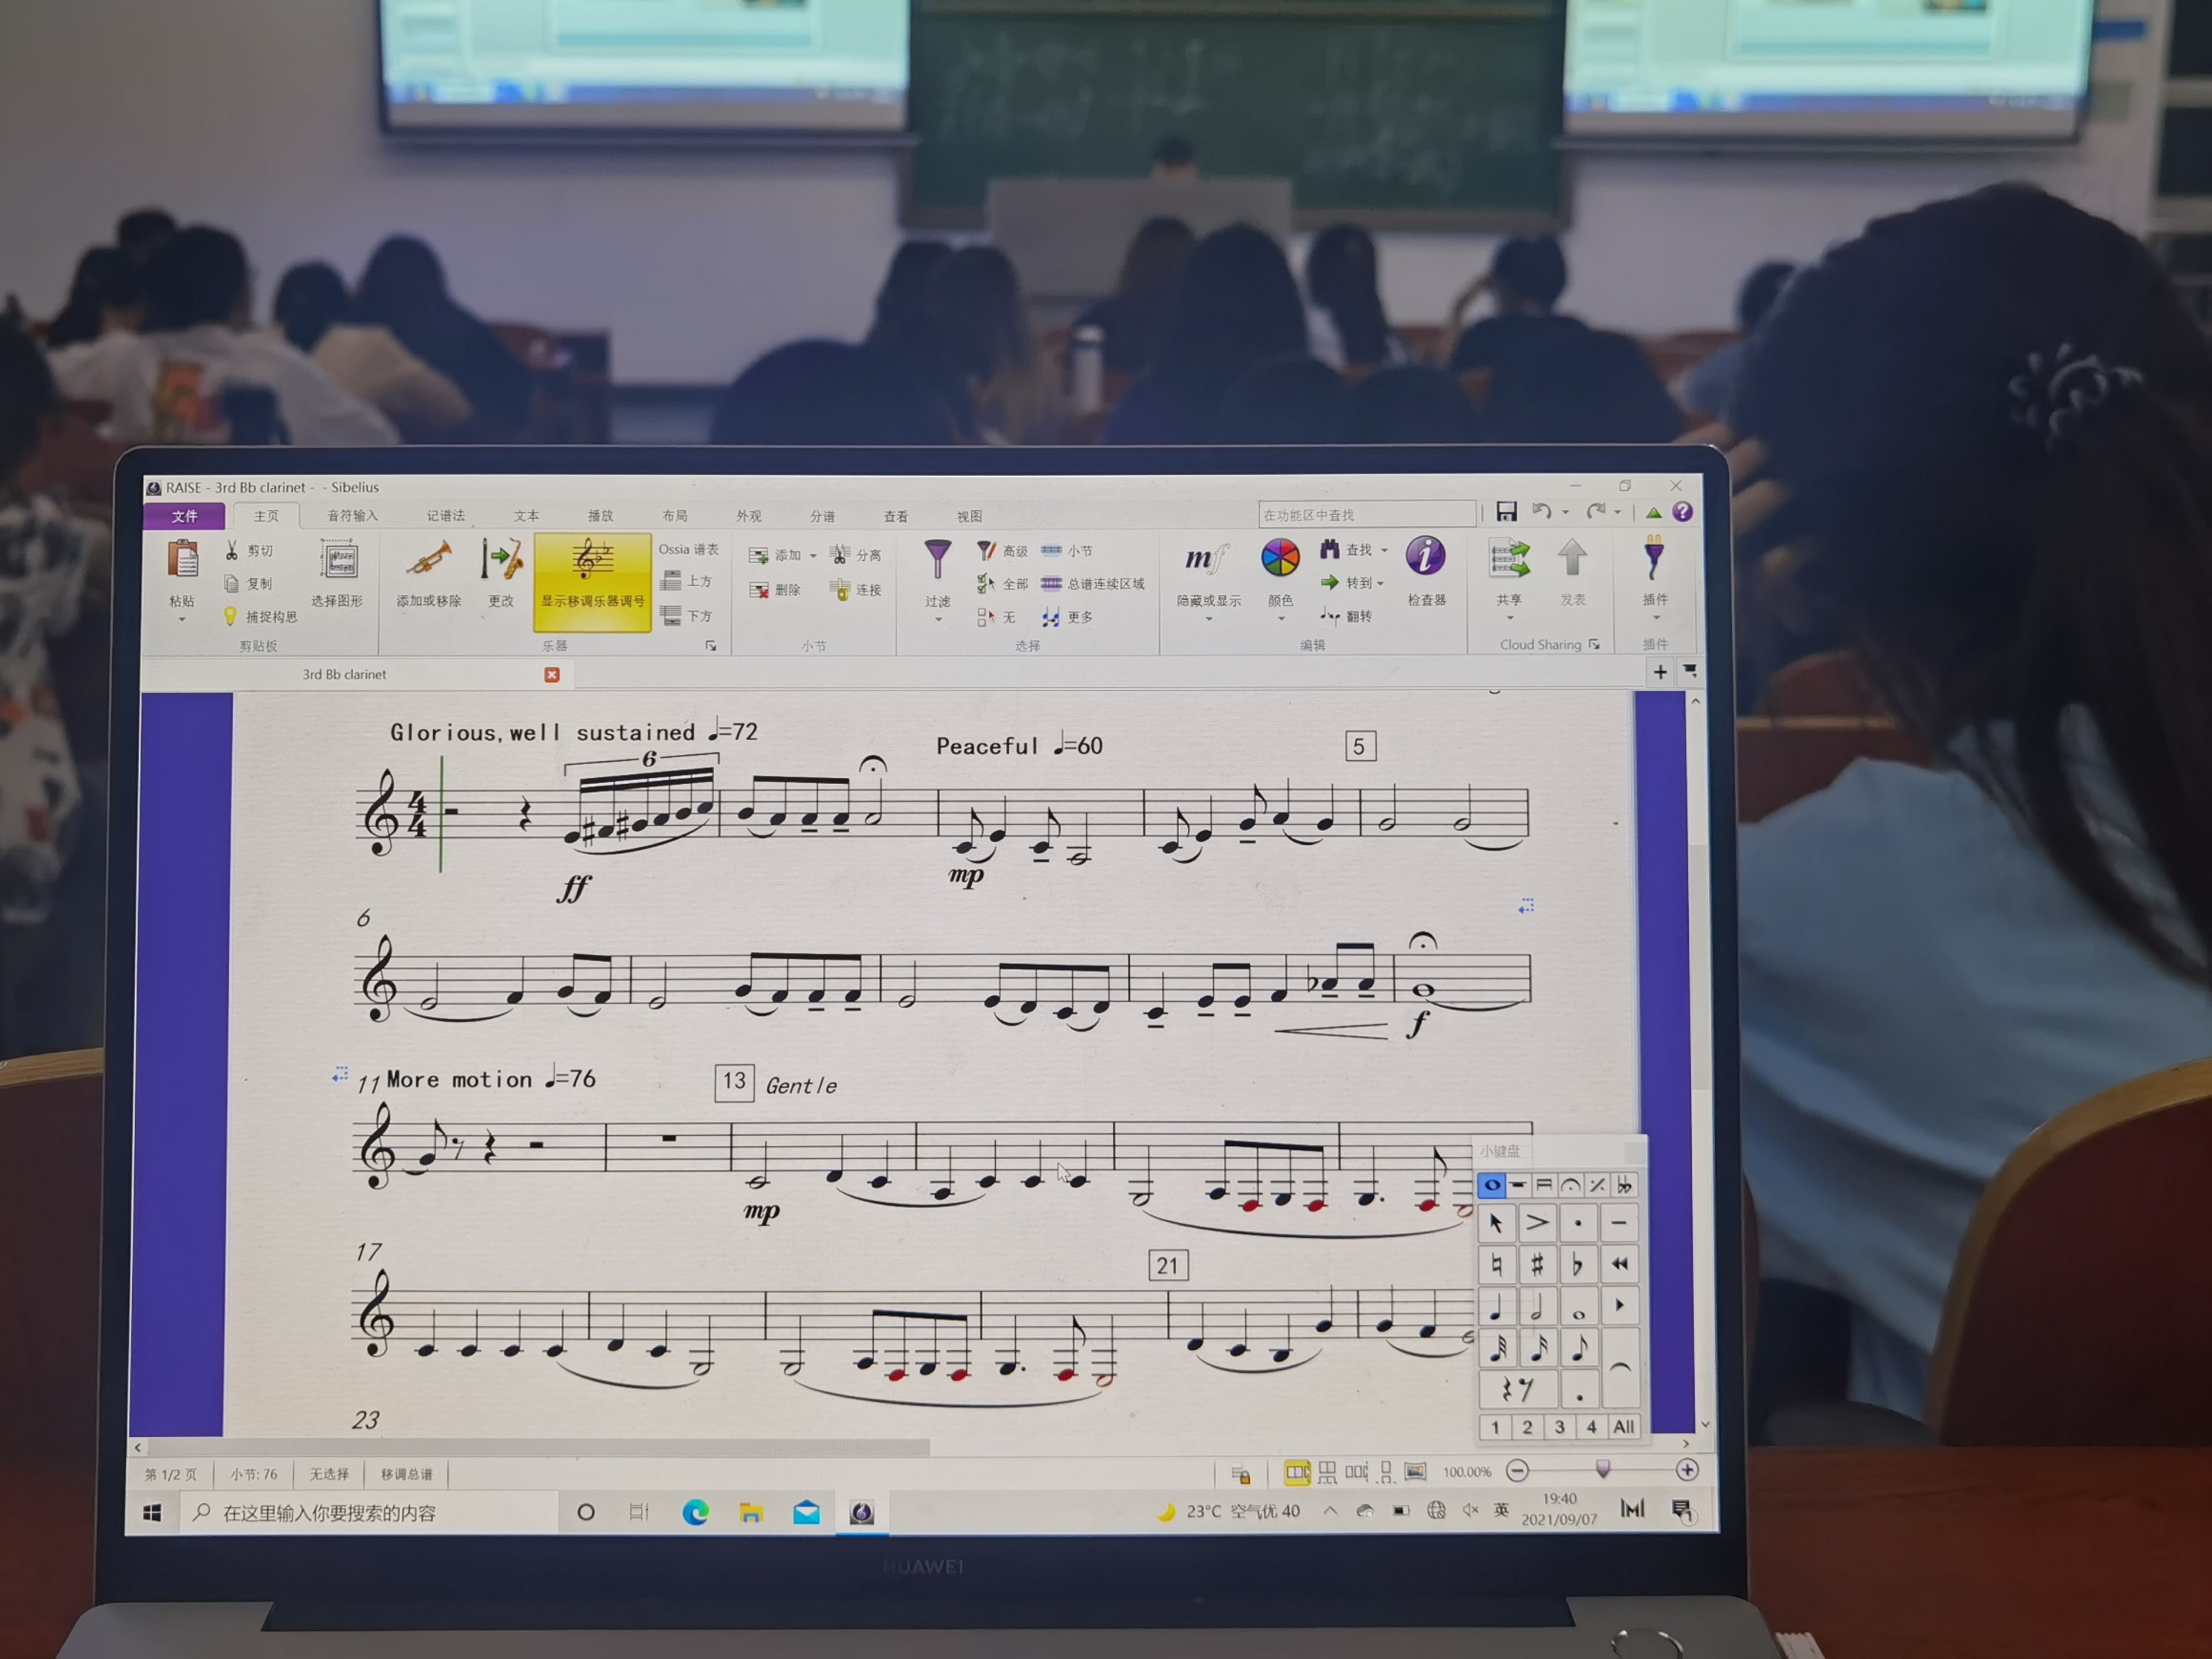 RAISE - 3rd Bb clarinet - - Sibelius
文件 主页 音符输入 记谱法 文本 播放 布局 外观 分谱 查看 视图 在功能区中查找
粘贴 剪切 复制 捕捉构思 选择图形 添加或移除 更改 显示移调乐器调号 Ossia 谱表 上方 下方 添加 删除 分离 连接 过滤 高级 全部 无 小节 总谱连续区域 更多 mf 隐藏或显示 颜色 查找 转到 翻转 检查器 共享 发表 插件
剪贴板 乐器 小节 选择 编辑 Cloud Sharing 插件
3rd Bb clarinet
Glorious,well sustained ♩=72 Peaceful ♩=60 5
6
4
4
ff mp
6
f
11 More motion ♩=76 13 Gentle
mp
小键盘
17
21
23
1 2 3 4 All
第 1/2 页 小节: 76 无选择 移调总谱 100.00%
在这里输入你要搜索的内容 23°C 空气优 40 英 19:40
2021/09/07
HUAWEI